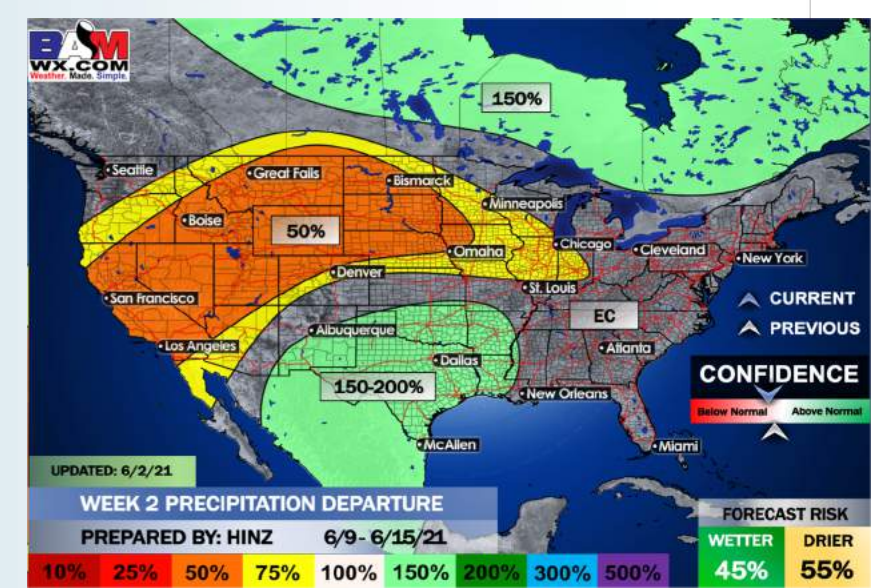 BAM
WX.COM
Weather. Made. Simple.
150%
Seattle
Great Falls
Bismarck
Minneapolis
Boise
50%
Omaha
Chicago
Cleveland
New York
Denver
St. Louis
San Francisco
EC
CURRENT
PREVIOUS
Albuquerque
Los Angeles
Atlanta
Dallas
CONFIDENCE
150-200%
New Orleans
Below Normal Above Normal
McAllen
Miami
UPDATED: 6/2/21
WEEK 2 PRECIPITATION DEPARTURE
PREPARED BY: HINZ 6/9 - 6/15/21
FORECAST RISK
WETTER DRIER
45% 55%
10% 25% 50% 75% 100% 150% 200% 300% 500%